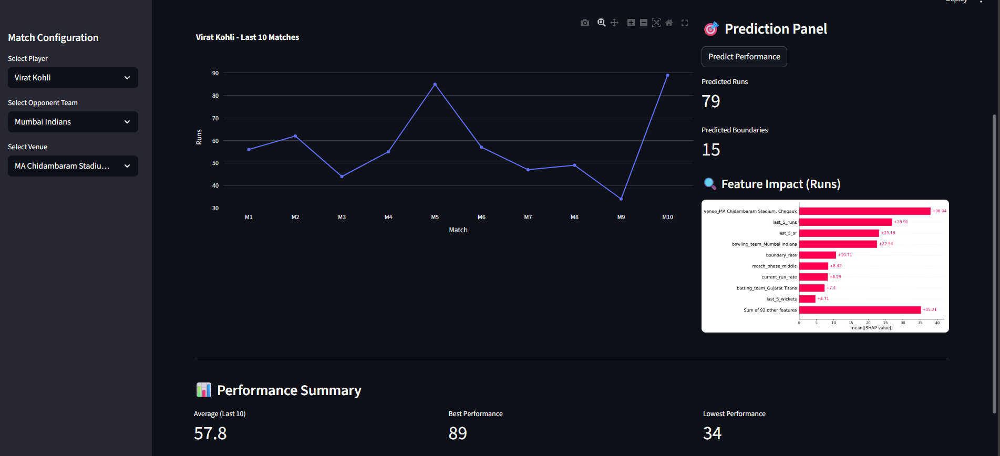 Deploy
Match Configuration
Select Player
Virat Kohli
Select Opponent Team
Mumbai Indians
Select Venue
MA Chidambaram Stadiu...
Virat Kohli - Last 10 Matches
90
80
70
60
50
40
30
Runs
M1 M2 M3 M4 M5 M6 M7 M8 M9 M10
Match
Prediction Panel
Predict Performance
Predicted Runs
79
Predicted Boundaries
15
Feature Impact (Runs)
venue_MA Chidambaram Stadium, Chepauk +38.04
last_5_runs +26.91
last_5_sr +23.16
bowling_team_Mumbai Indians +22.54
boundary_rate +10.71
match_phase_middle +8.42
current_run_rate +8.29
batting_team_Gujarat Titans +7.4
last_5_wickets +4.71
Sum of 92 other features +35.21
0 5 10 15 20 25 30 35 40
mean(|SHAP value|)
Performance Summary
Average (Last 10)
57.8
Best Performance
89
Lowest Performance
34